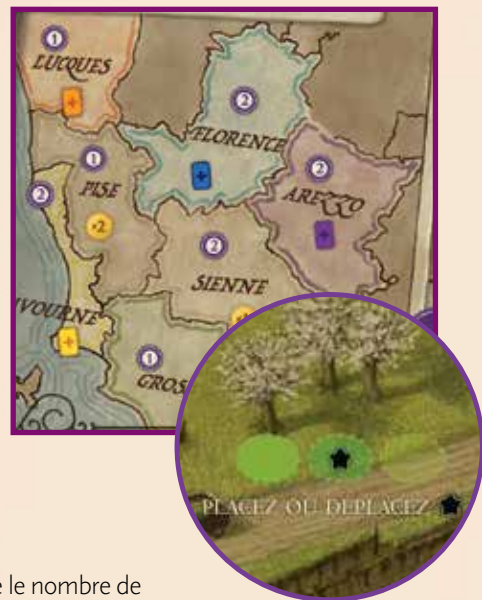 1
LUCQUES
2
1
FLORENCE
2
2
PISE
AREZZO
×2
2
SIENNE
VOURNE
1
GROS
PLACEZ OU DEPLACEZ
e le nombre de